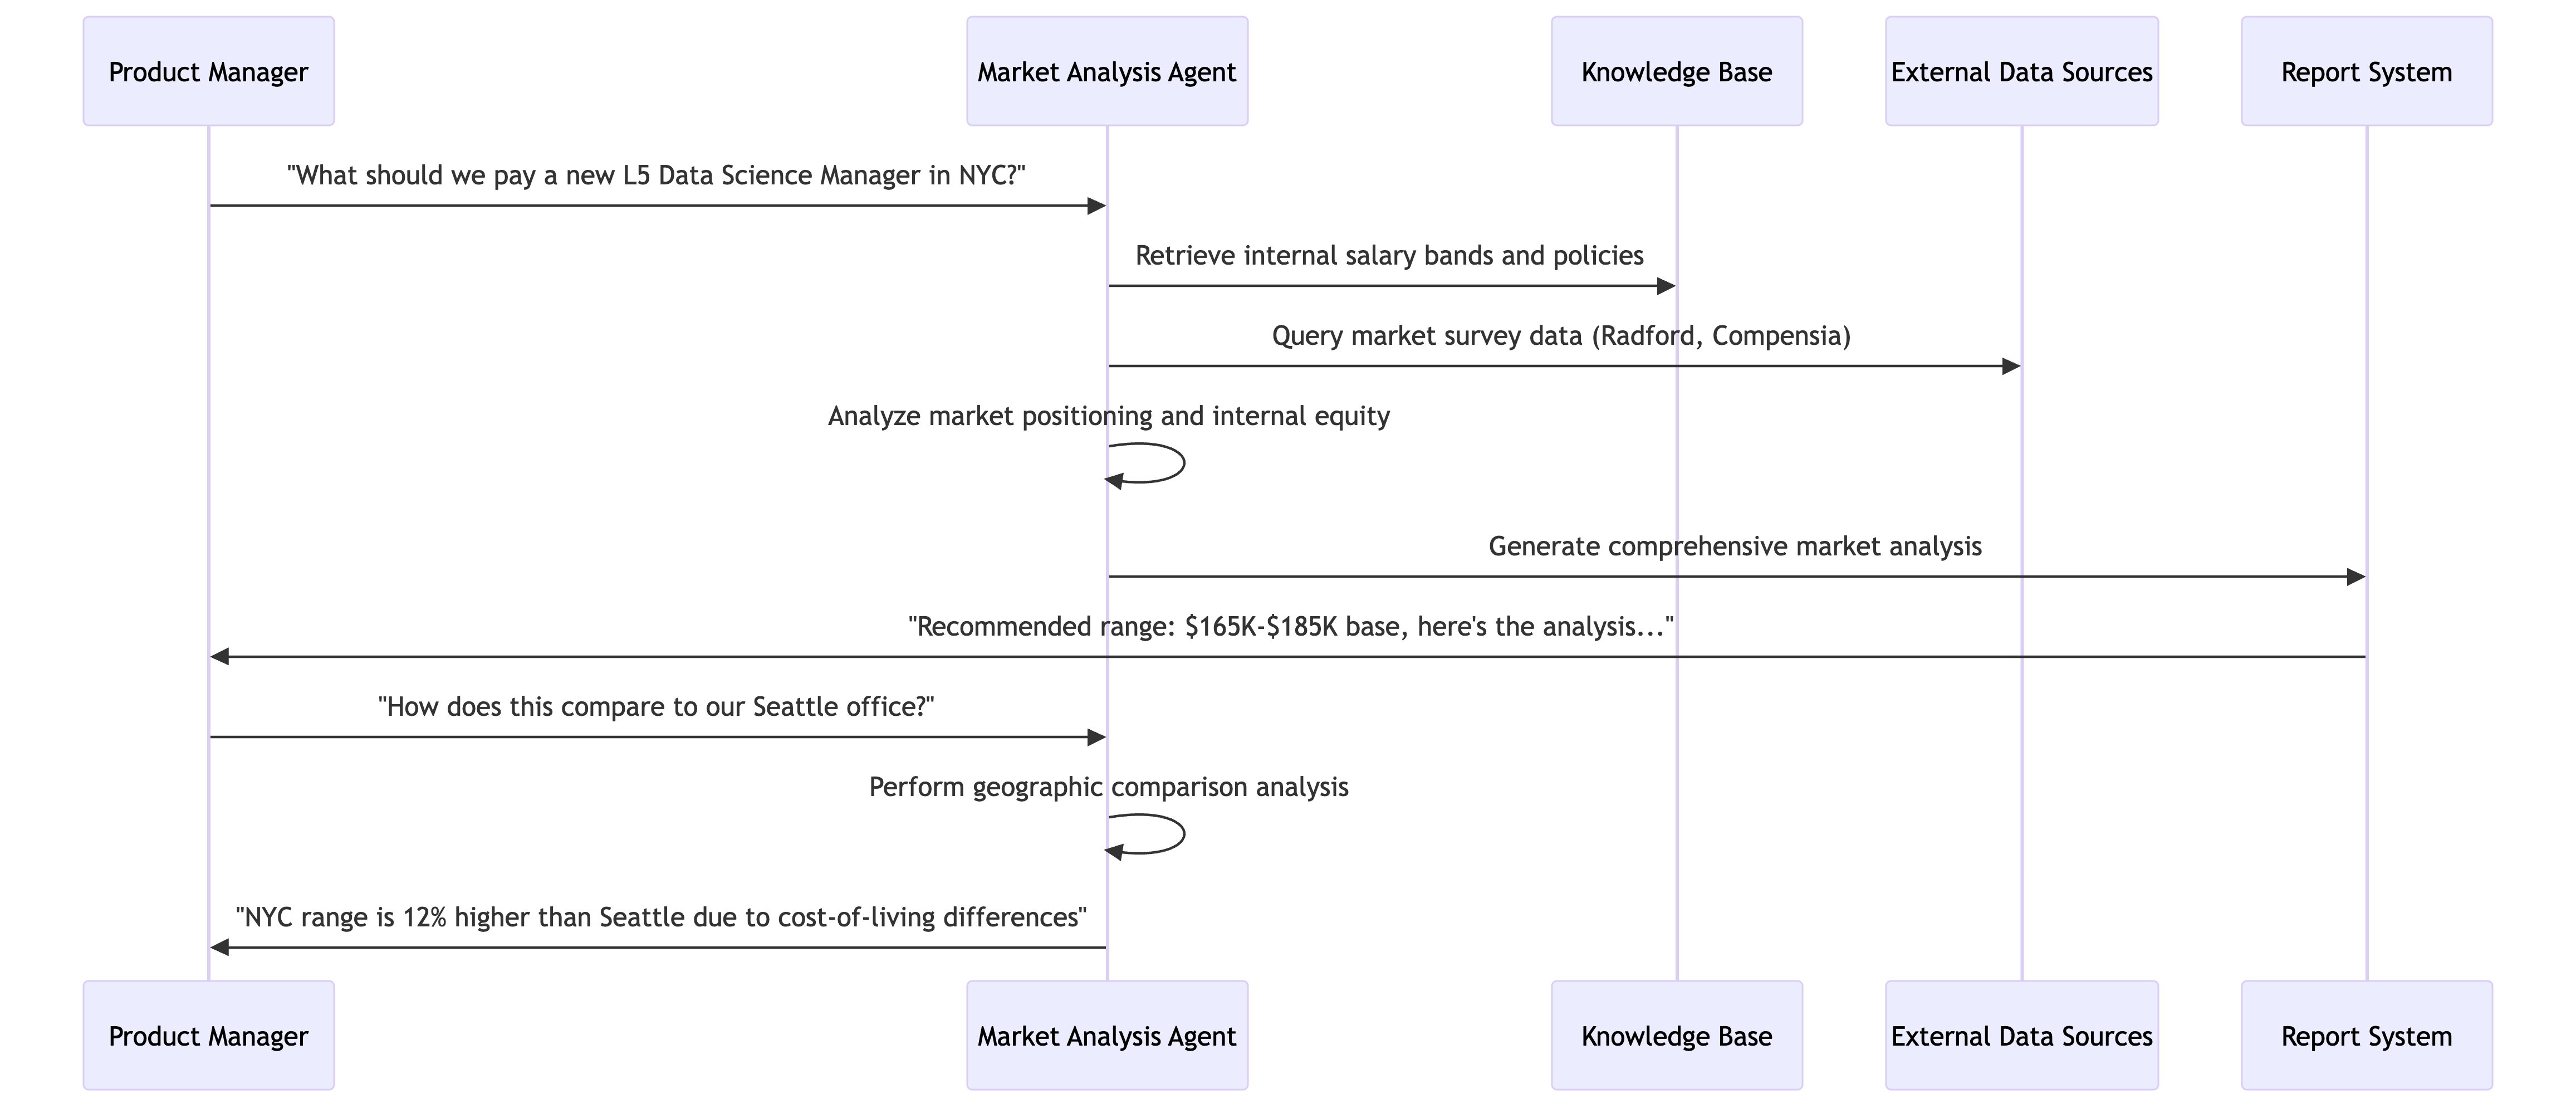 Product Manager
Market Analysis Agent
Knowledge Base
External Data Sources
Report System
"What should we pay a new L5 Data Science Manager in NYC?"
Retrieve internal salary bands and policies
Query market survey data (Radford, Compensia)
Analyze market positioning and internal equity
Generate comprehensive market analysis
"Recommended range: $165K-$185K base, here's the analysis..."
"How does this compare to our Seattle office?"
Perform geographic comparison analysis
"NYC range is 12% higher than Seattle due to cost-of-living differences"
Product Manager
Market Analysis Agent
Knowledge Base
External Data Sources
Report System